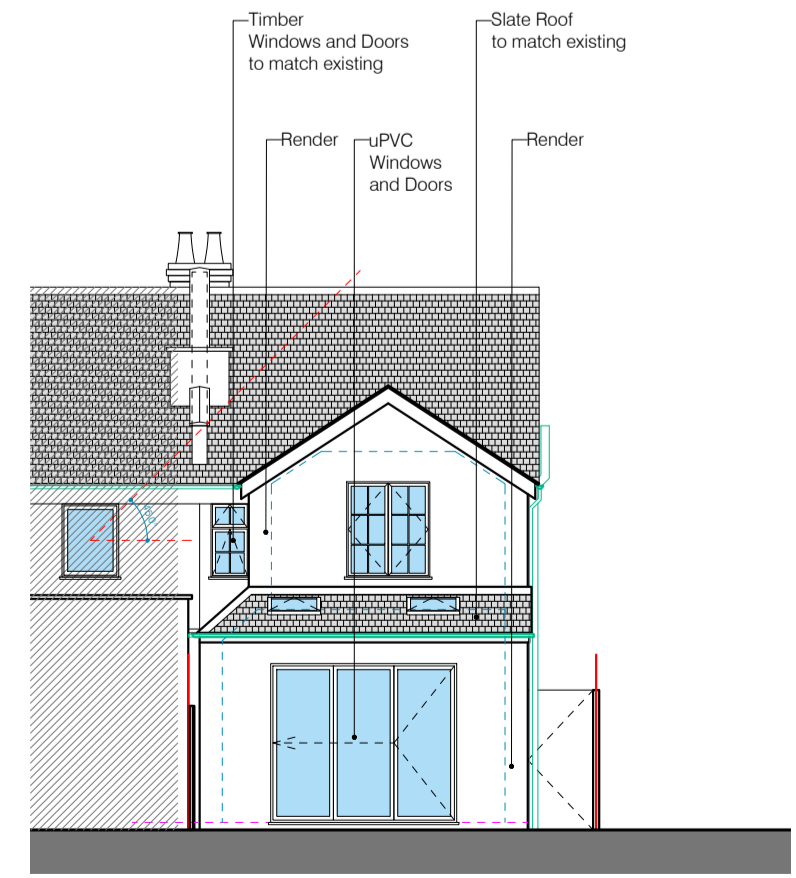 Timber
Windows and Doors
to match existing
Slate Roof
to match existing
Render
uPVC
Windows
and Doors
Render